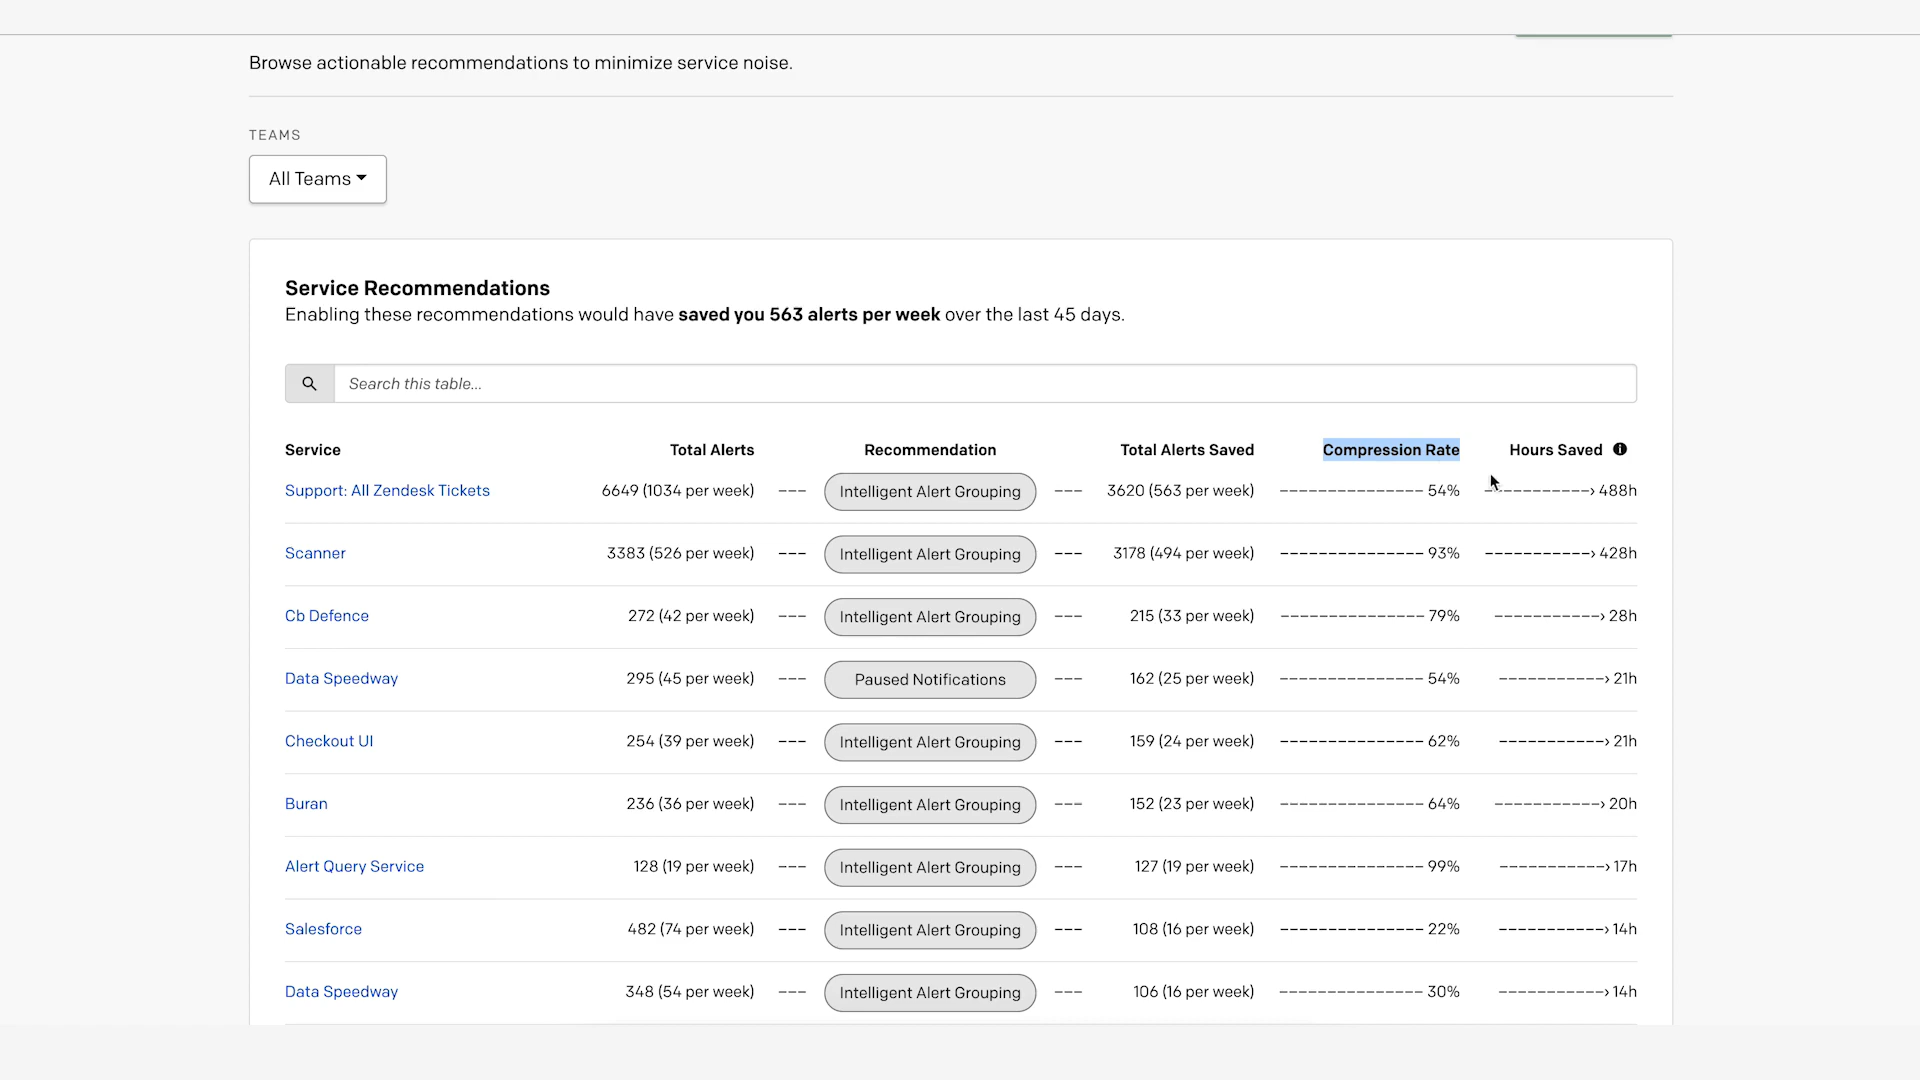 Browse actionable recommendations to minimize service noise.
TEAMS
All Teams
Service Recommendations
Enabling these recommendations would have saved you 563 alerts per week over the last 45 days.
Search this table...
Service Total Alerts Recommendation Total Alerts Saved Compression Rate Hours Saved
Support: All Zendesk Tickets 6649 (1034 per week) --- Intelligent Alert Grouping --- 3620 (563 per week) --------------- 54% -----------> 488h
Scanner 3383 (526 per week) --- Intelligent Alert Grouping --- 3178 (494 per week) --------------- 93% -----------> 428h
Cb Defence 272 (42 per week) --- Intelligent Alert Grouping --- 215 (33 per week) --------------- 79% -----------> 28h
Data Speedway 295 (45 per week) --- Paused Notifications --- 162 (25 per week) --------------- 54% -----------> 21h
Checkout UI 254 (39 per week) --- Intelligent Alert Grouping --- 159 (24 per week) --------------- 62% -----------> 21h
Buran 236 (36 per week) --- Intelligent Alert Grouping --- 152 (23 per week) --------------- 64% -----------> 20h
Alert Query Service 128 (19 per week) --- Intelligent Alert Grouping --- 127 (19 per week) --------------- 99% -----------> 17h
Salesforce 482 (74 per week) --- Intelligent Alert Grouping --- 108 (16 per week) --------------- 22% -----------> 14h
Data Speedway 348 (54 per week) --- Intelligent Alert Grouping --- 106 (16 per week) --------------- 30% -----------> 14h